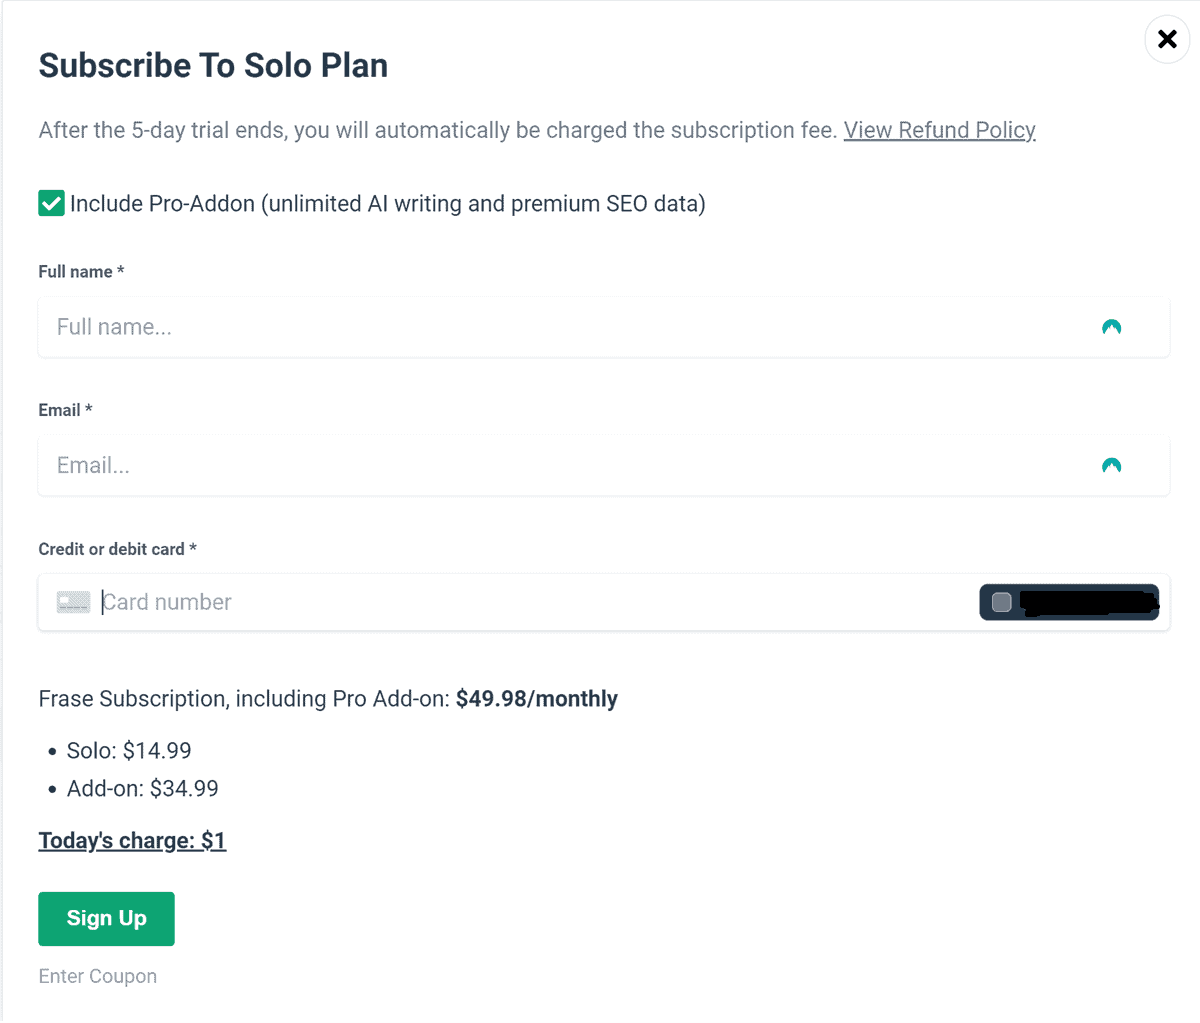 Subscribe To Solo Plan
After the 5-day trial ends, you will automatically be charged the subscription fee. View Refund Policy
Include Pro-Addon (unlimited AI writing and premium SEO data)
Full name *
Full name...
Email *
Email...
Credit or debit card *
Card number
Frase Subscription, including Pro Add-on: $49.98/monthly
• Solo: $14.99
• Add-on: $34.99
Today's charge: $1
Sign Up
Enter Coupon